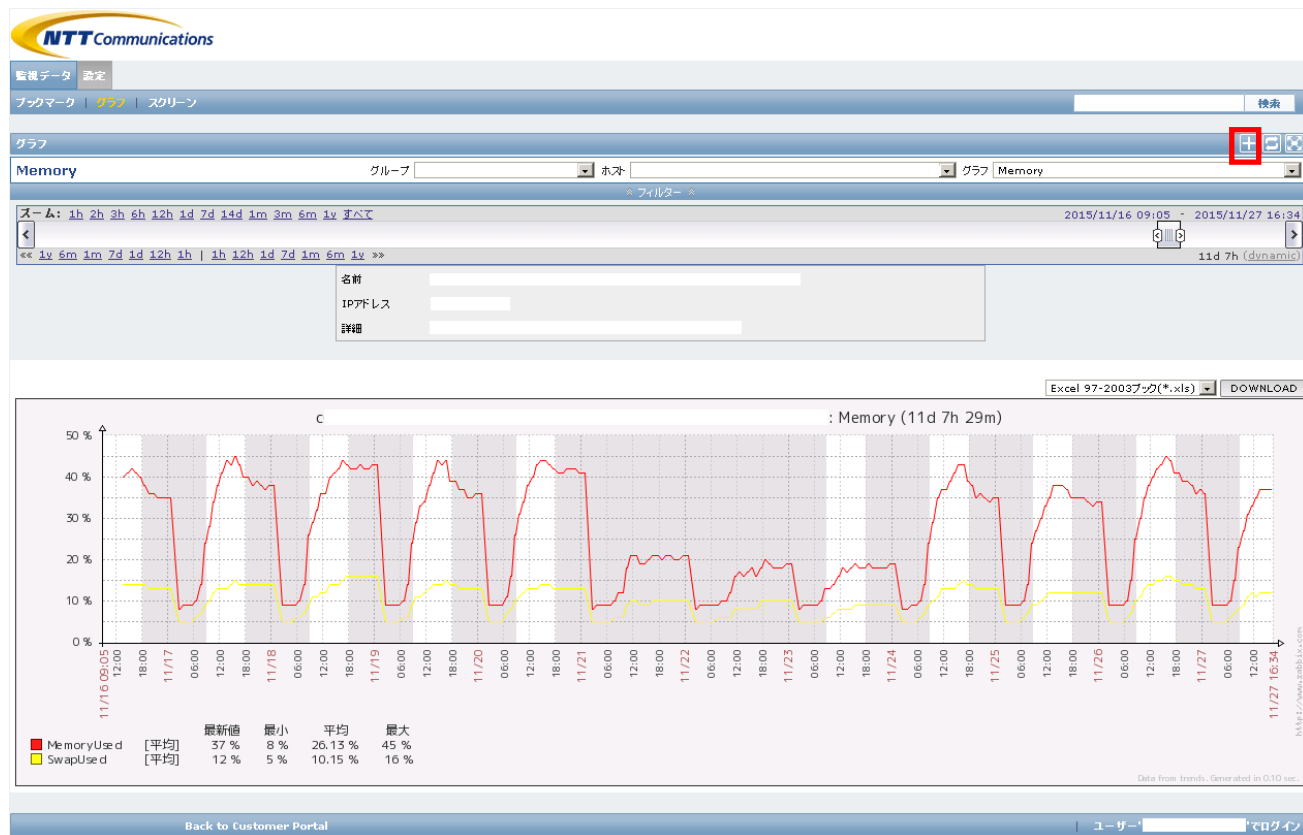 NTT Communications
監視データ 設定
ブックマーク | グラフ | スクリーン 検索
グラフ
Memory グループ ホスト グラフ Memory
^ フィルター ^
ズーム: 1h 2h 3h 6h 12h 1d 7d 14d 1m 3m 6m 1y すべて 2015/11/16 09:05 - 2015/11/27 16:34
«« 1y 6m 1m 7d 1d 12h 1h | 1h 12h 1d 7d 1m 6m 1y »» 11d 7h (dynamic)
名前
IPアドレス
詳細
Excel 97-2003ブック(*.xls) DOWNLOAD
c : Memory (11d 7h 29m)
50 %
40 %
30 %
20 %
10 %
0 %
11/16 09:05 12:00 18:00 11/17 06:00 12:00 18:00 11/18 06:00 12:00 18:00 11/19 06:00 12:00 18:00 11/20 06:00 12:00 18:00 11/21 06:00 12:00 18:00 11/22 06:00 12:00 18:00 11/23 06:00 12:00 18:00 11/24 06:00 12:00 18:00 11/25 06:00 12:00 18:00 11/26 06:00 12:00 18:00 11/27 06:00 12:00 11/27 16:34
http://www.zabbix.com
最新値 最小 平均 最大
MemoryUsed [平均] 37 % 8 % 26.13 % 45 %
SwapUsed [平均] 12 % 5 % 10.15 % 16 %
Data from trends. Generated in 0.10 sec.
Back to Customer Portal | ユーザー' 'でログイン